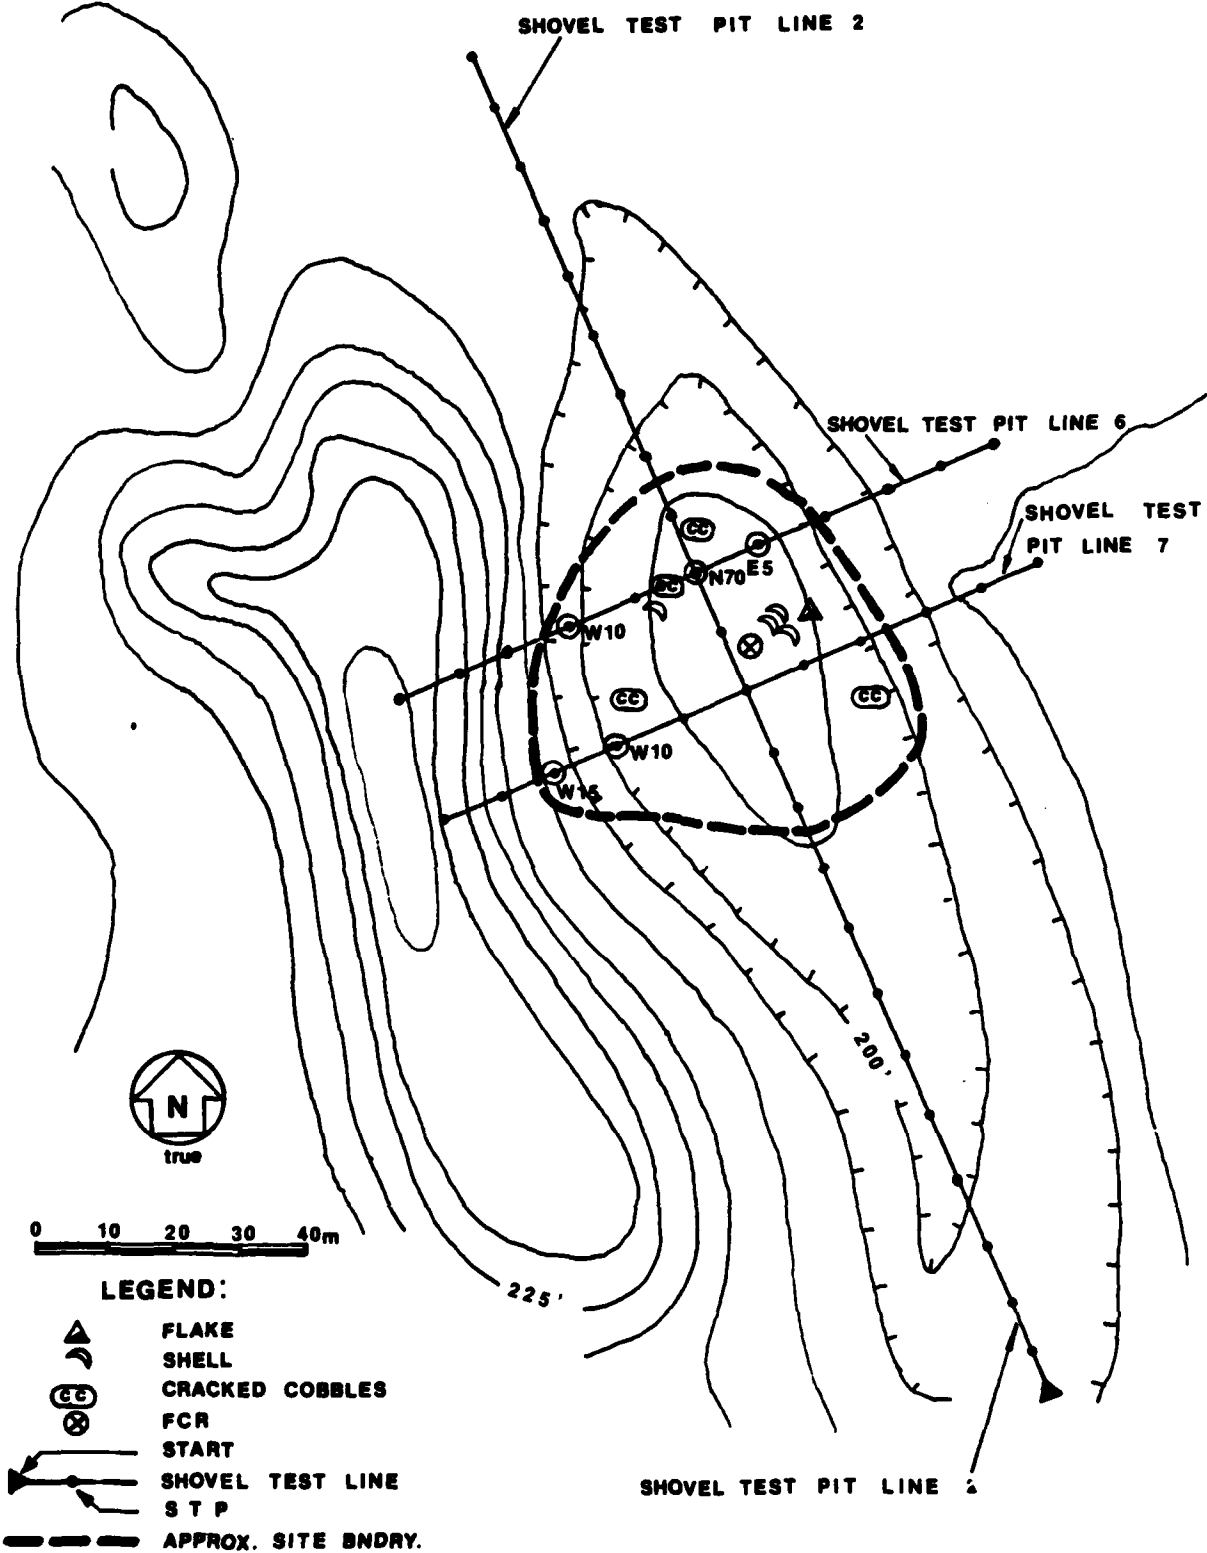 SHOVEL TEST PIT LINE 2
SHOVEL TEST PIT LINE 6
SHOVEL TEST
PIT LINE 7
CC
E5
N70
CC
W10
CC
CC
W10
W15
200'
N
true
0 10 20 30 40m
225'
LEGEND:
FLAKE
SHELL
CC CRACKED COBBLES
FCR
START
SHOVEL TEST LINE
STP
APPROX. SITE BNDRY.
SHOVEL TEST PIT LINE